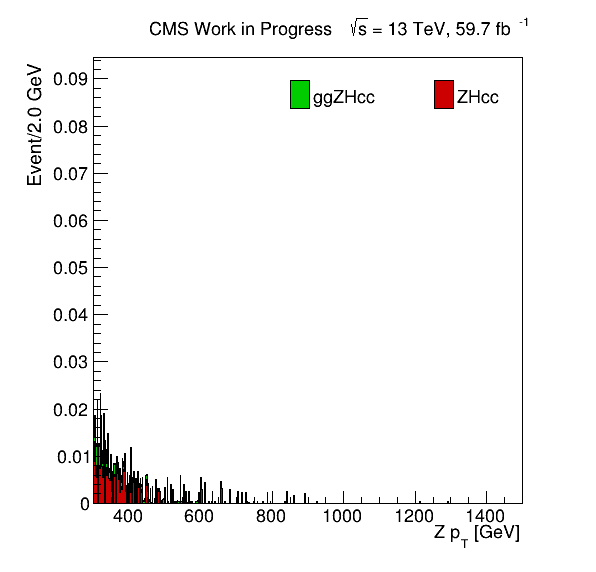 CMS Work in Progress √s = 13 TeV, 59.7 fb -1
Event/2.0 GeV
ggZHcc ZHcc
0.09
0.08
0.07
0.06
0.05
0.04
0.03
0.02
0.01
0
400 600 800 1000 1200 1400
Z pT [GeV]